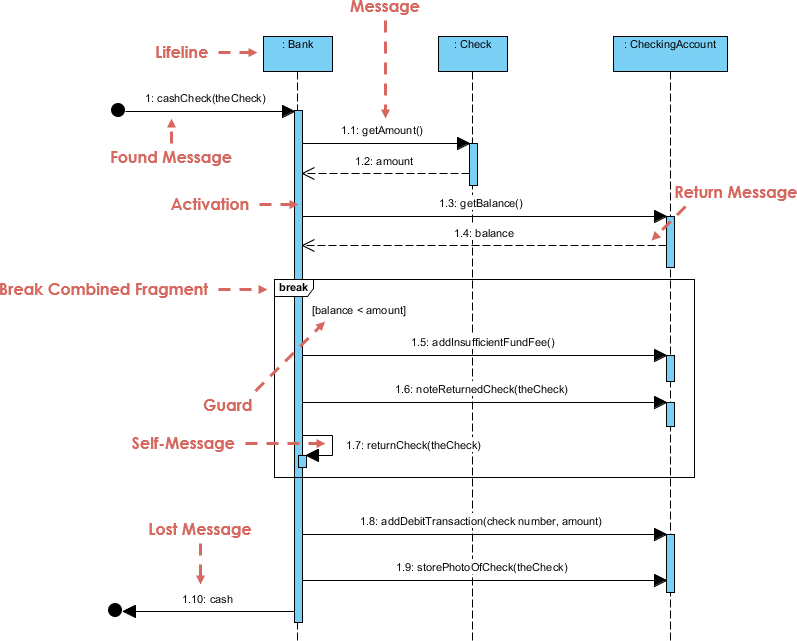 Message
: Bank
: Check
: CheckingAccount
Lifeline
1: cashCheck(theCheck)
1.1: getAmount()
Found Message
1.2: amount
Return Message
Activation
1.3: getBalance()
1.4: balance
Break Combined Fragment
break
[balance < amount]
1.5: addInsufficientFundFee()
1.6: noteReturnedCheck(theCheck)
Guard
Self-Message
1.7: returnCheck(theCheck)
1.8: addDebitTransaction(check number, amount)
Lost Message
1.9: storePhotoOfCheck(theCheck)
1.10: cash